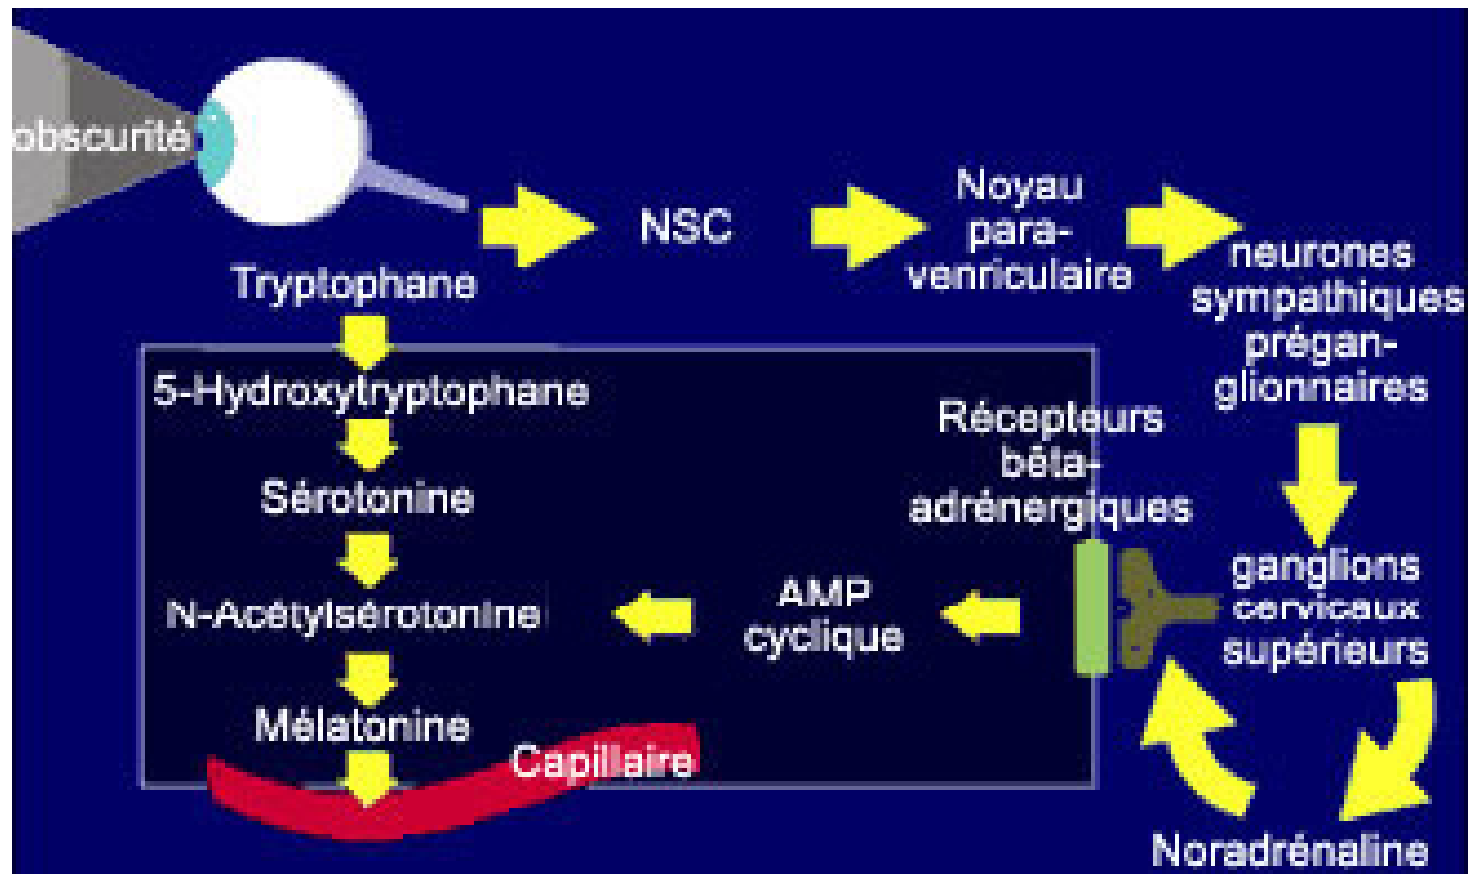 obscurité
NSC
Noyau
para-
venriculaire
neurones
sympathiques
prégan-
glionnaires
Tryptophane
5-Hydroxytryptophane
Sérotonine
N-Acétylsérotonine
Mélatonine
Capillaire
Récepteurs
bêta-
adrénergiques
AMP
cyclique
ganglions
cervicaux
supérieurs
Noradrénaline